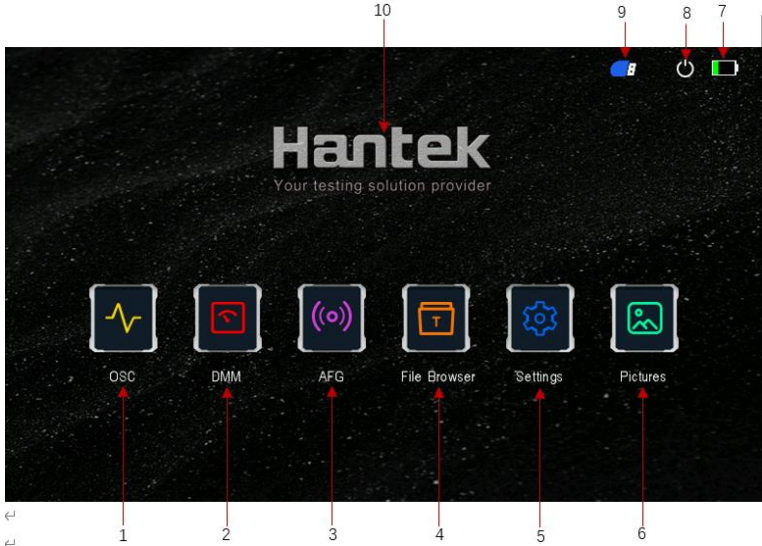 10 9 8 7
Hantek
Your testing solution provider
T
OSC DMM AFG File Browser Settings Pictures
1 2 3 4 5 6